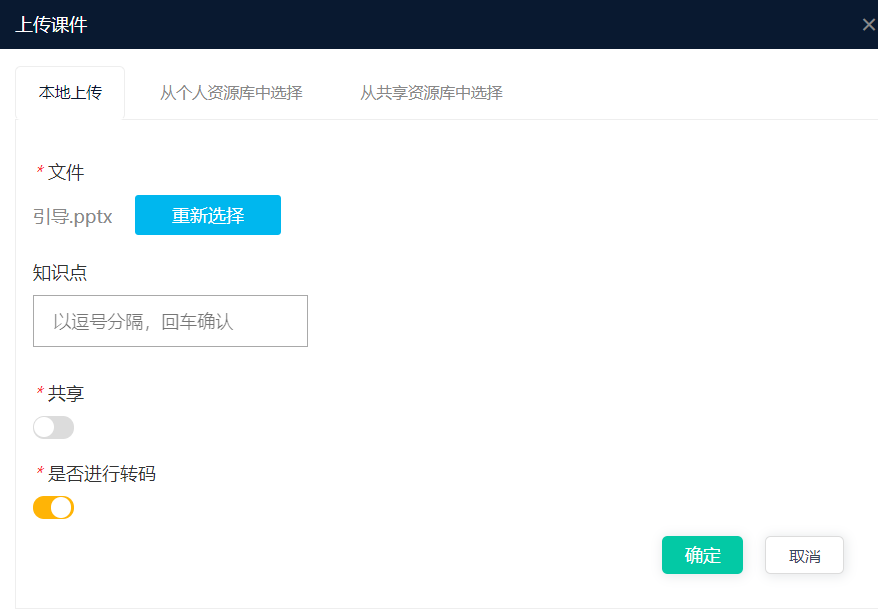 上传课件
×
本地上传 从个人资源库中选择 从共享资源库中选择
* 文件
引导.pptx 重新选择
知识点
以逗号分隔，回车确认
* 共享
* 是否进行转码
确定 取消